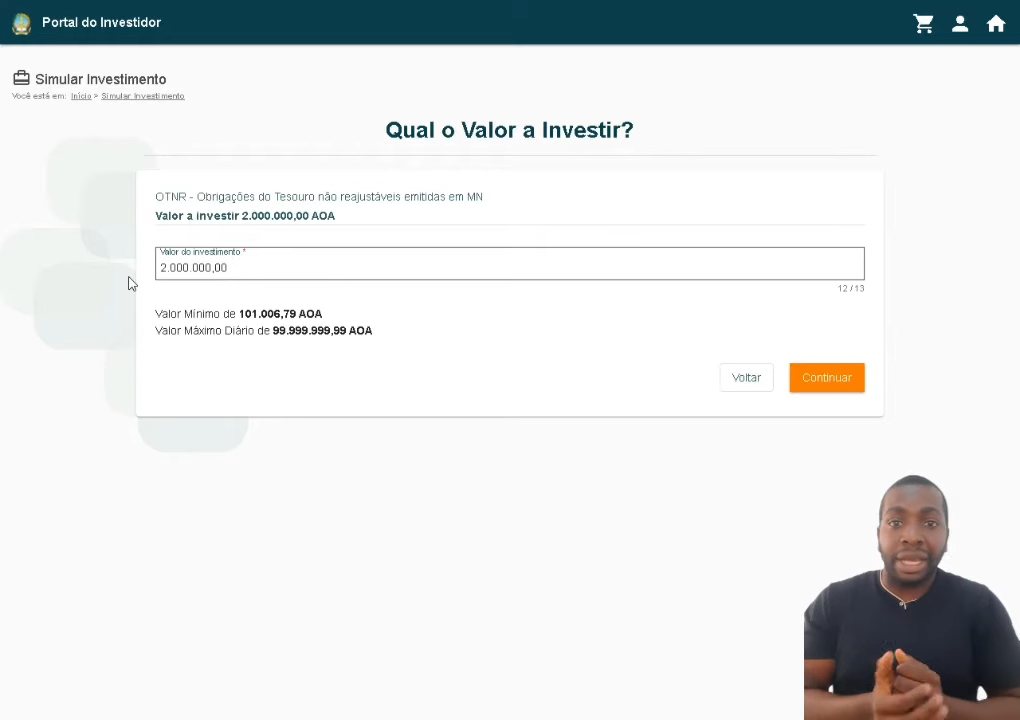 Portal do Investidor
Simular Investimento
Você está em: Início > Simular Investimento
Qual o Valor a Investir?
OTNR - Obrigações do Tesouro não reajustáveis emitidas em MN
Valor a investir 2.000.000,00 AOA
Valor do investimento *
2.000.000,00
12 / 13
Valor Mínimo de 101.006,79 AOA
Valor Máximo Diário de 99.999.999,99 AOA
Voltar
Continuar